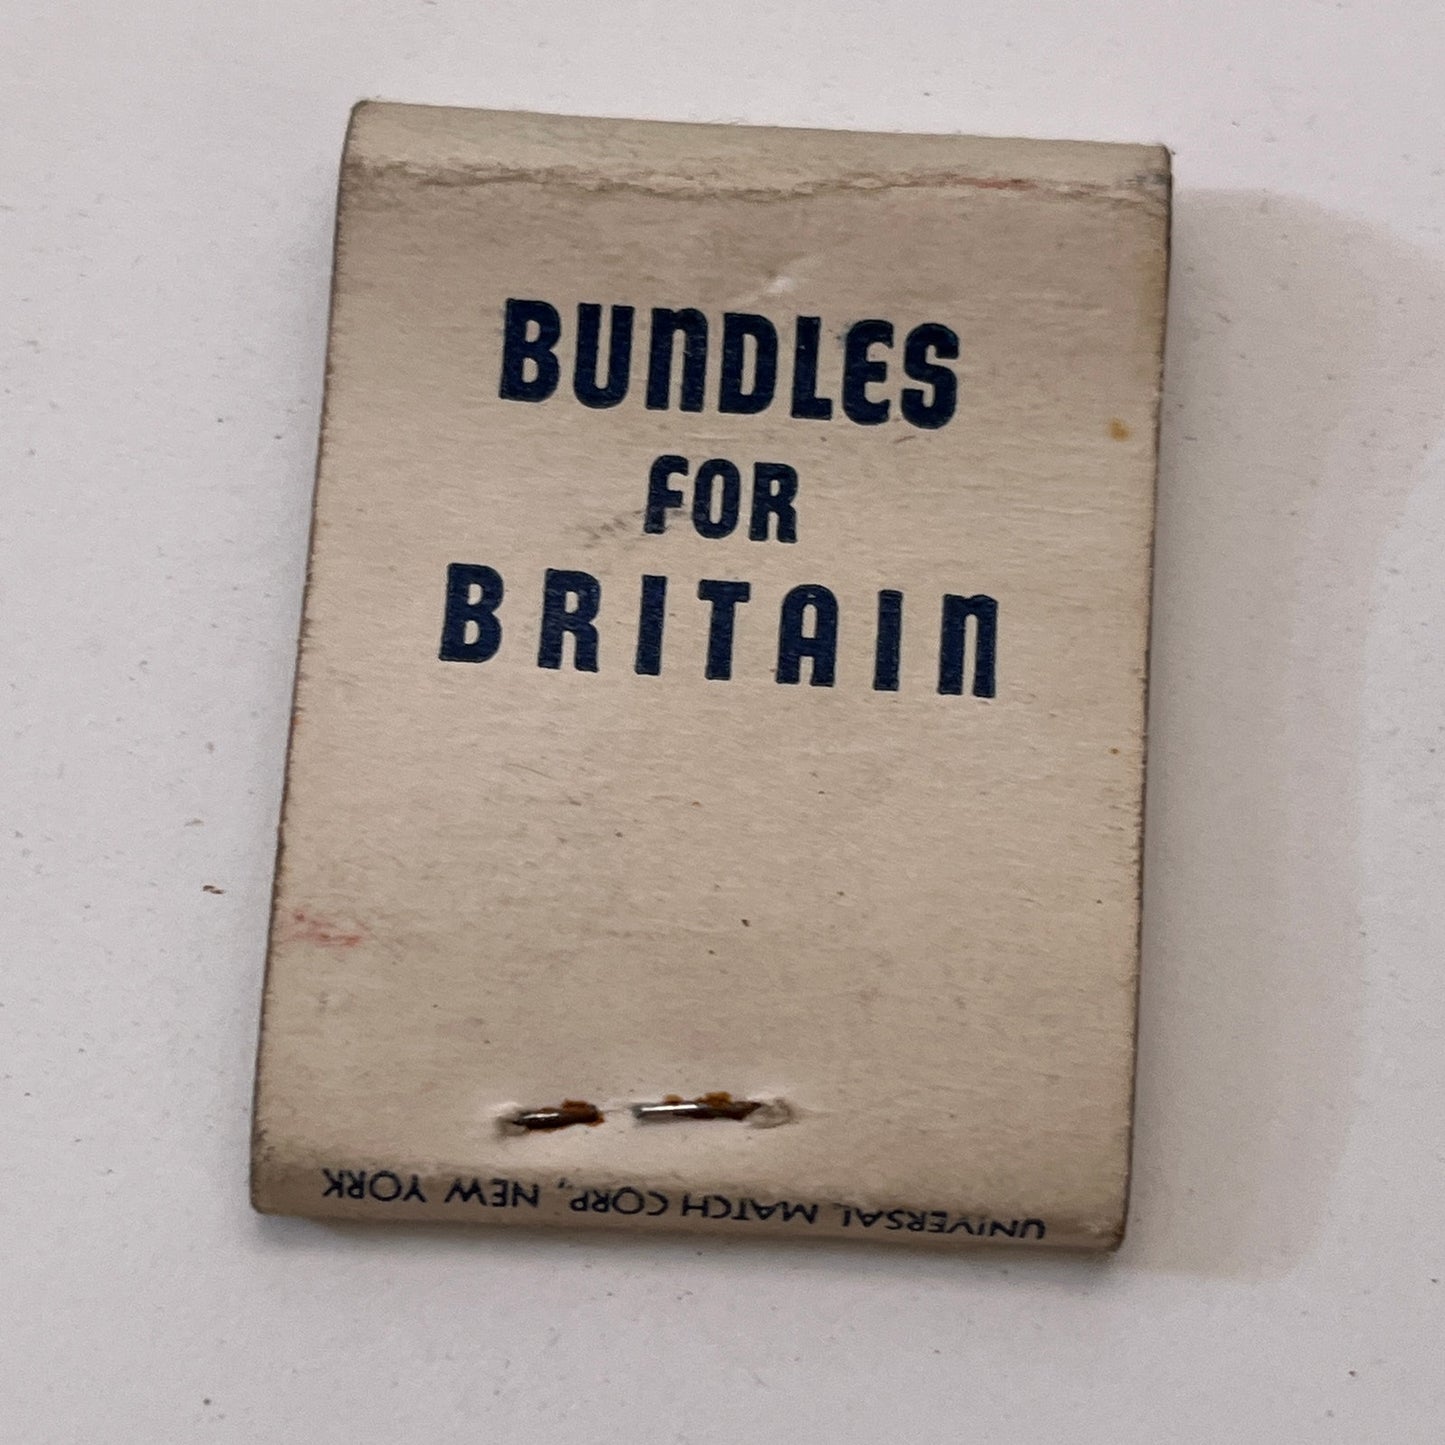 BUNDLES
FOR
BRITAIN
UNIVERSAL MATCH CORP., NEW YORK